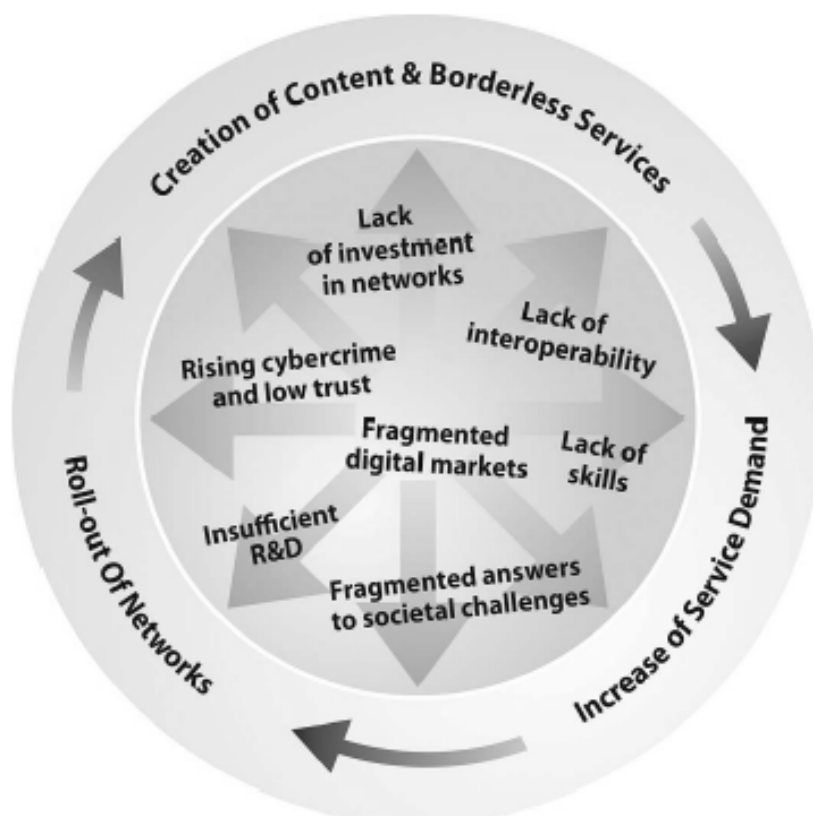 Creation of Content & Borderless Services
Lack
of investment
in networks
Lack of
interoperability
Rising cybercrime
and low trust
Fragmented
digital markets
Lack of
skills
Insufficient
R&D
Fragmented answers
to societal challenges
Roll-out Of Networks
Increase of Service Demand